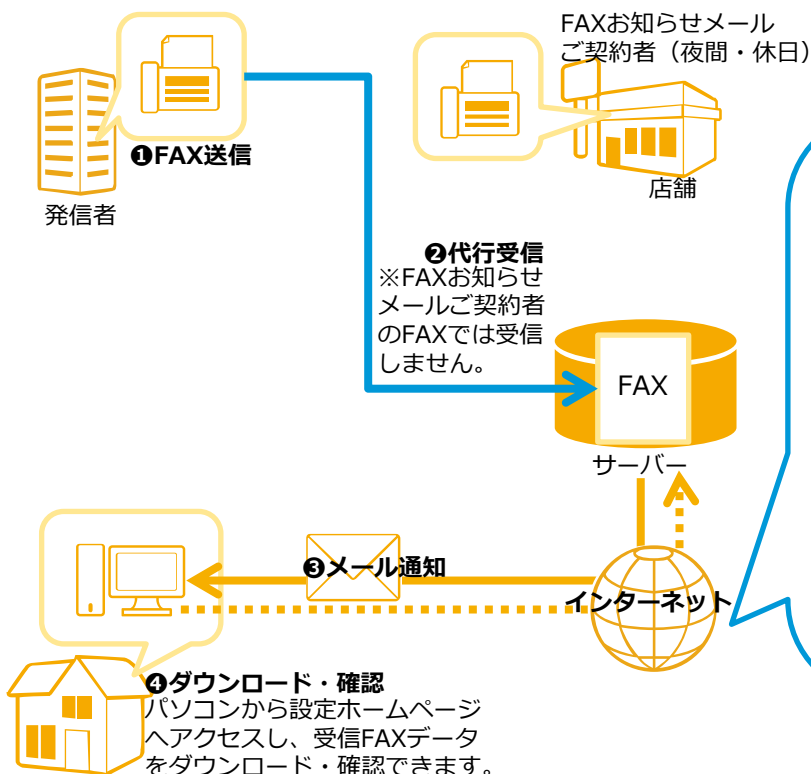 FAXお知らせメール
ご契約者（夜間・休日）
❶FAX送信
発信者
店舗
❷代行受信
※FAXお知らせ
メールご契約者
のFAXでは受信
しません。
FAX
サーバー
❸メール通知
インターネット
❹ダウンロード・確認
パソコンから設定ホームページ
へアクセスし、受信FAXデータ
をダウンロード・確認できます。